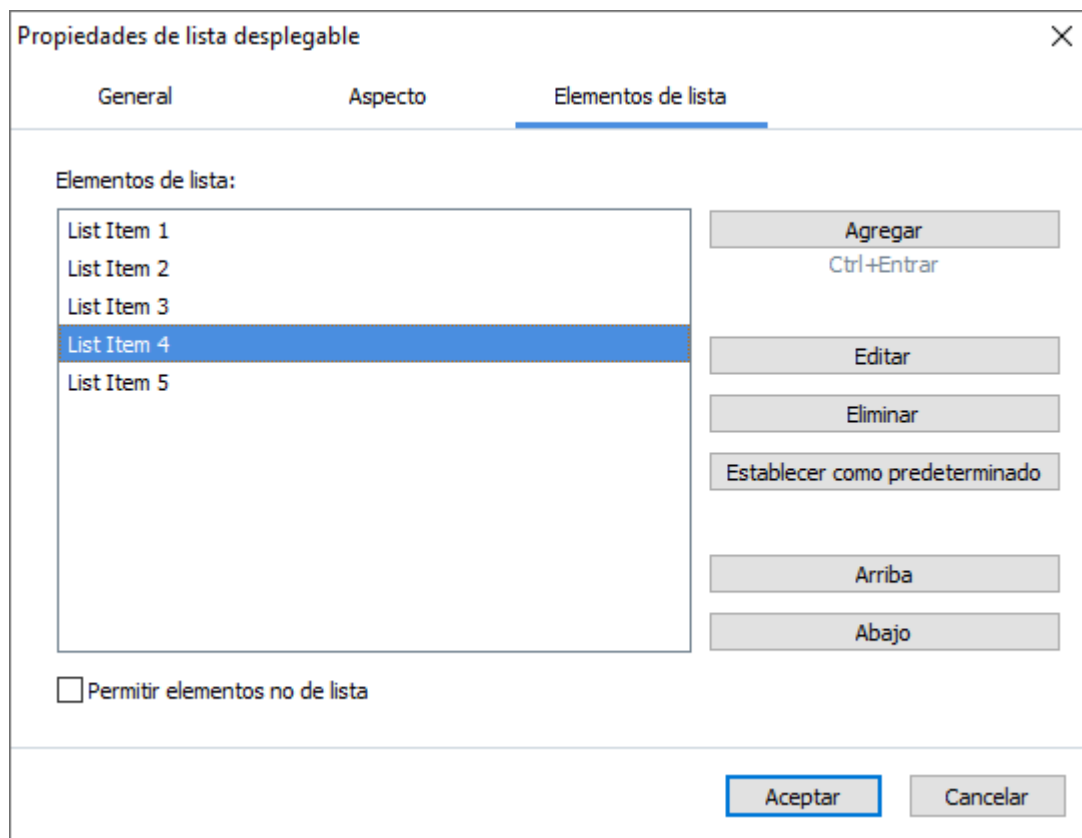 Propiedades de lista desplegable
General Aspecto Elementos de lista
Elementos de lista:
List Item 1
List Item 2
List Item 3
List Item 4
List Item 5
Agregar
Ctrl+Entrar
Editar
Eliminar
Establecer como predeterminado
Arriba
Abajo
Permitir elementos no de lista
Aceptar Cancelar